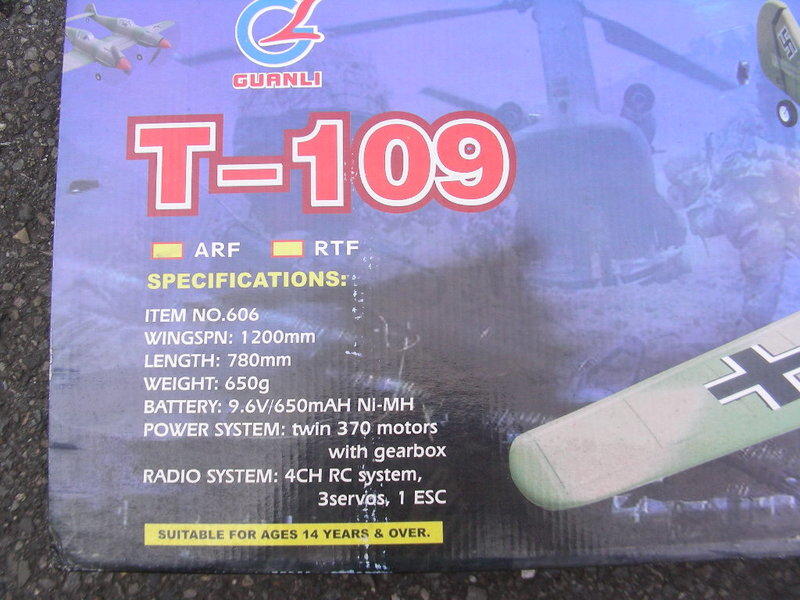 GUANLI
T-109
ARF RTF
SPECIFICATIONS:
ITEM NO.606
WINGSPN: 1200mm
LENGTH: 780mm
WEIGHT: 650g
BATTERY: 9.6V/650mAH Ni-MH
POWER SYSTEM: twin 370 motors
with gearbox
RADIO SYSTEM: 4CH RC system,
3servos, 1 ESC
SUITABLE FOR AGES 14 YEARS & OVER.